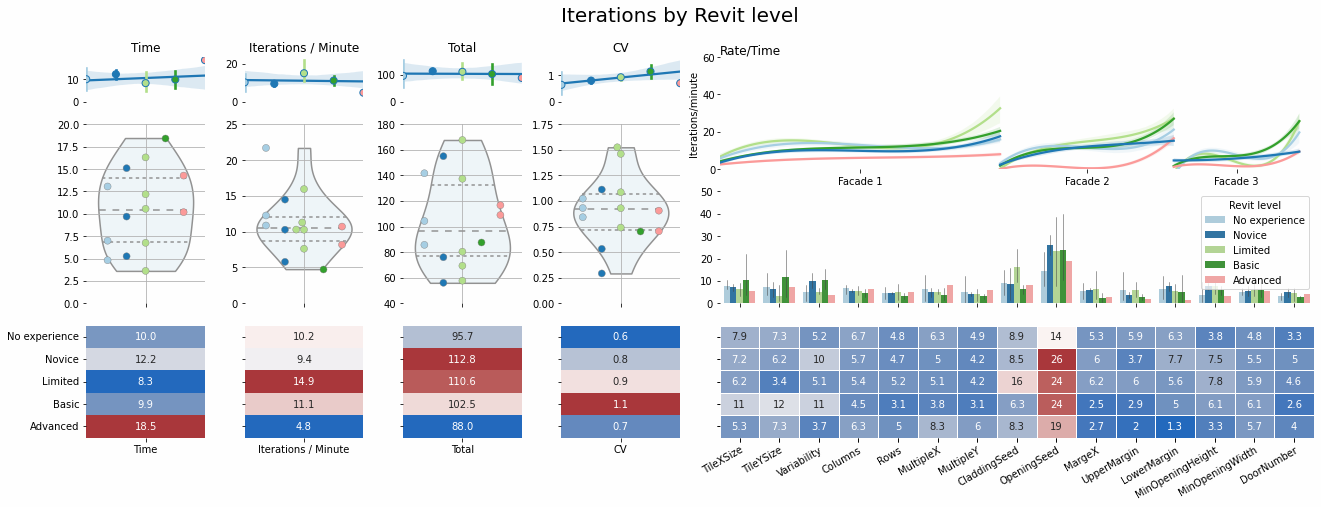 Iterations by Revit level
Time Iterations / Minute Total CV Rate/Time
10
0
20
0
100
0
1
0
Iterations/minute
60
40
20
0
Facade 1 Facade 2 Facade 3
20.0
17.5
15.0
12.5
10.0
7.5
5.0
2.5
0.0
25
20
15
10
5
0
180
160
140
120
100
80
60
40
1.75
1.50
1.25
1.00
0.75
0.50
0.25
0.00
50
40
30
20
10
0
Revit level
No experience
Novice
Limited
Basic
Advanced
No experience 10.0 10.2 95.7 0.6 7.9 7.3 5.2 6.7 4.8 6.3 4.9 8.9 14 5.3 5.9 6.3 3.8 4.8 3.3
Novice 12.2 9.4 112.8 0.8 7.2 6.2 10 5.7 4.7 5 4.2 8.5 26 6 3.7 7.7 7.5 5.5 5
Limited 8.3 14.9 110.6 0.9 6.2 3.4 5.1 5.4 5.2 5.1 4.2 16 24 6.2 6 5.6 7.8 5.9 4.6
Basic 9.9 11.1 102.5 1.1 11 12 11 4.5 3.1 3.8 3.1 6.3 24 2.5 2.9 5 6.1 6.1 2.6
Advanced 18.5 4.8 88.0 0.7 5.3 7.3 3.7 6.3 5 8.3 6 8.3 19 2.7 2 1.3 3.3 5.7 4
Time Iterations / Minute Total CV
TileXSize TileYSize Variability Columns Rows MultipleX MultipleY CladdingSeed OpeningSeed MargeX UpperMargin LowerMargin MinOpeningHeight MinOpeningWidth DoorNumber